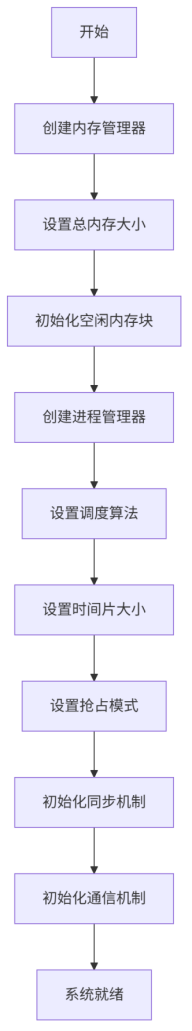 开始
创建内存管理器
设置总内存大小
初始化空闲内存块
创建进程管理器
设置调度算法
设置时间片大小
设置抢占模式
初始化同步机制
初始化通信机制
系统就绪